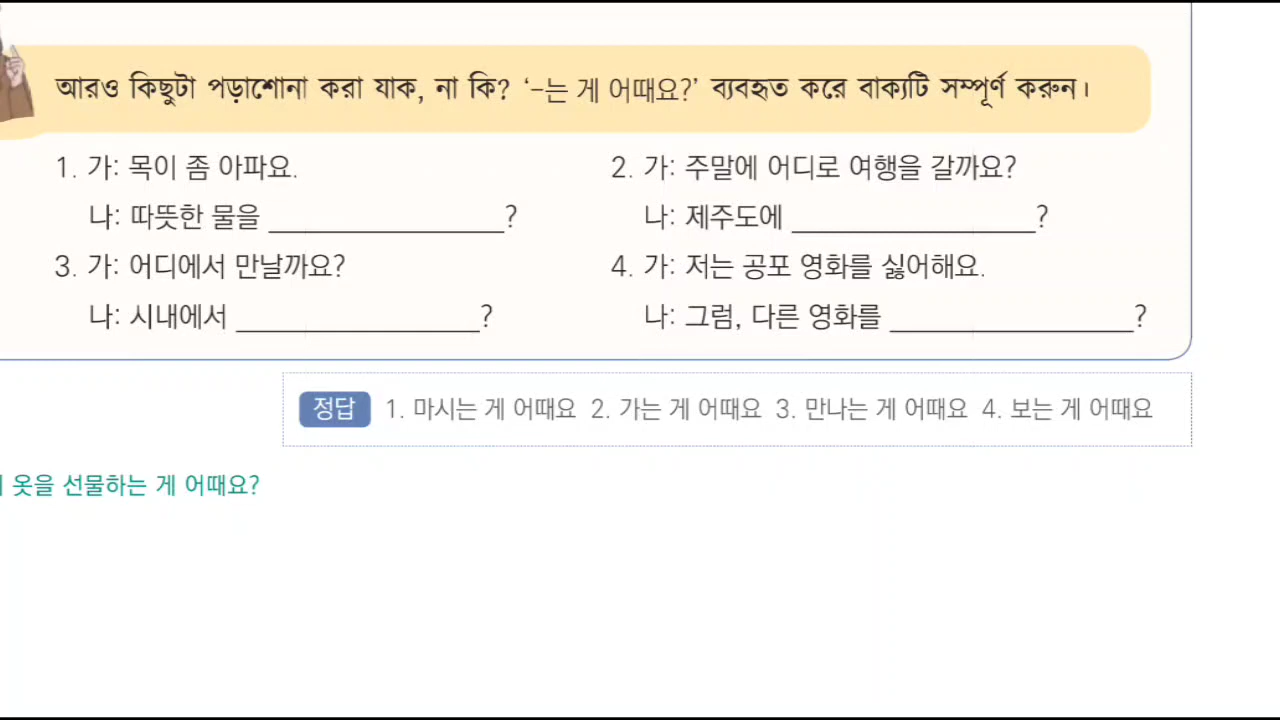 আরও কিছুটা পড়াশোনা করা যাক, না কি? ‘-는 게 어때요?’ ব্যবহৃত করে বাক্যটি সম্পূর্ণ করুন।
1. 가: 목이 좀 아파요.
나: 따뜻한 물을 ________________?
2. 가: 주말에 어디로 여행을 갈까요?
나: 제주도에 ________________?
3. 가: 어디에서 만날까요?
나: 시내에서 ________________?
4. 가: 저는 공포 영화를 싫어해요.
나: 그럼, 다른 영화를 ________________?
정답 1. 마시는 게 어때요 2. 가는 게 어때요 3. 만나는 게 어때요 4. 보는 게 어때요
옷을 선물하는 게 어때요?